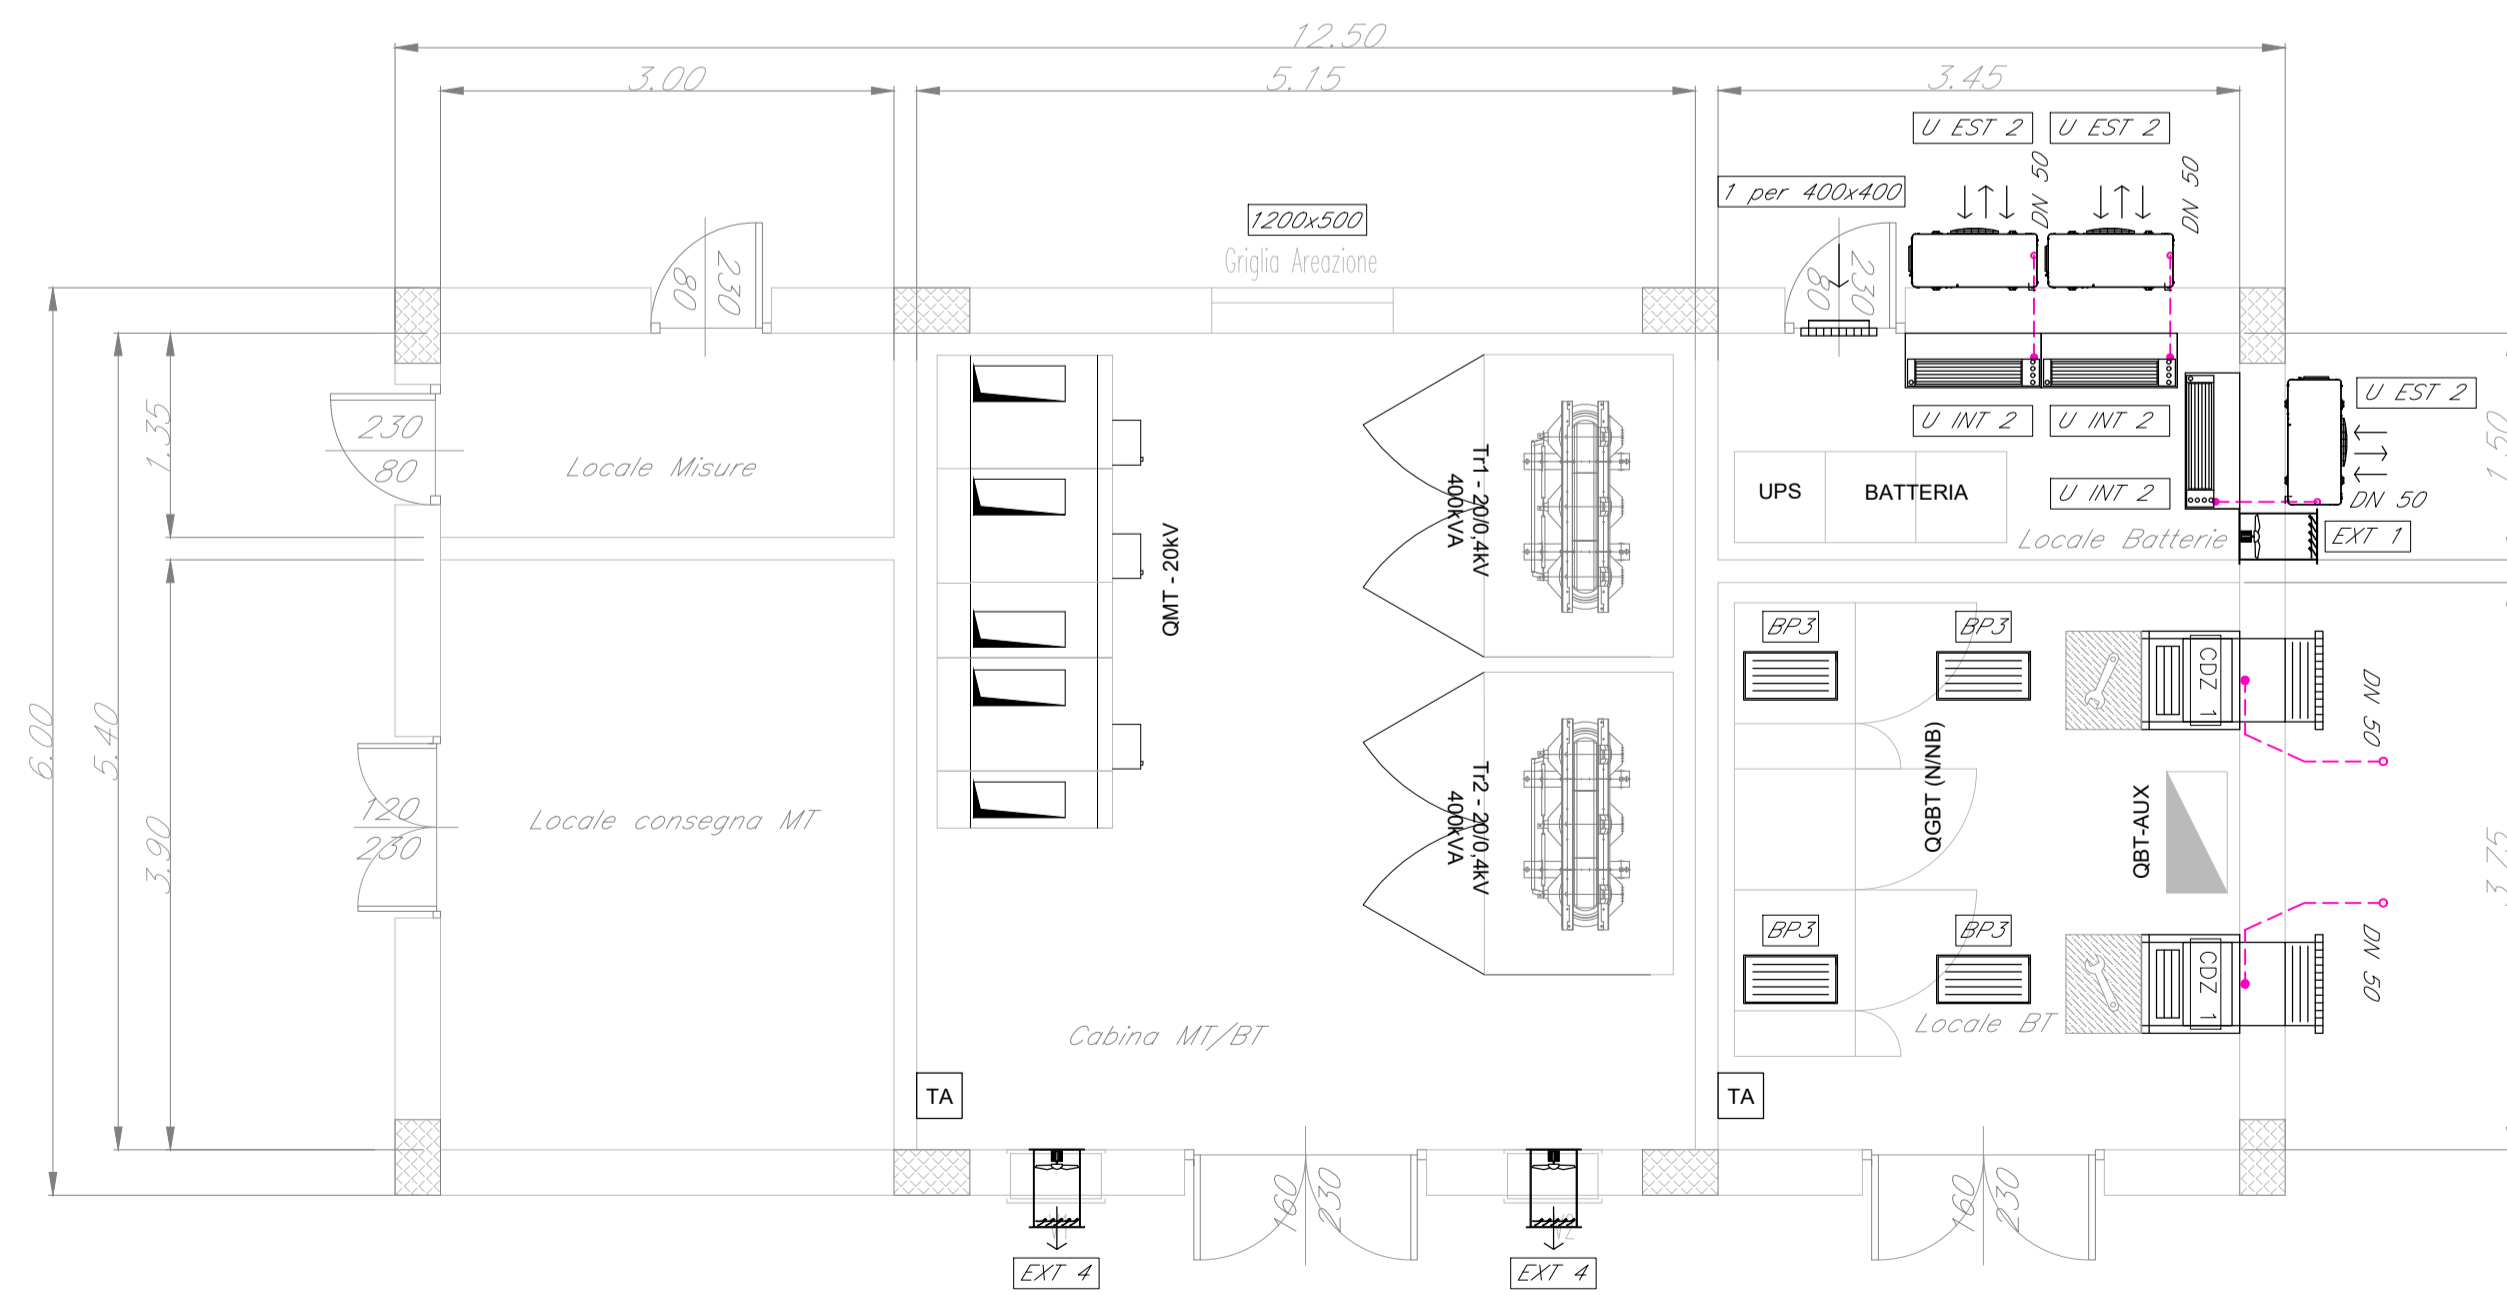 12.50
3.00
5.15
3.45
U EST 2
U EST 2
DN 50
DN 50
1 per 400x400
1200x500
Griglia Areazione
80
230
80
230
U EST 2
DN 50
1.50
U INT 2
U INT 2
U INT 2
230
80
1.35
Locale Misure
UPS
BATTERIA
Locale Batterie
EXT 1
Tr1 - 20/0,4kV
400kVA
QMT - 20kV
BP3
BP3
CDZ 1
DN 50
6.00
5.40
3.90
120
230
Locale consegna MT
Tr2 - 20/0,4kV
400kVA
QGBT (N/NB)
QBT-AUX
3.75
BP3
BP3
CDZ 1
DN 50
Cabina MT/BT
Locale BT
TA
TA
160
230
160
230
V2
EXT 4
EXT 4